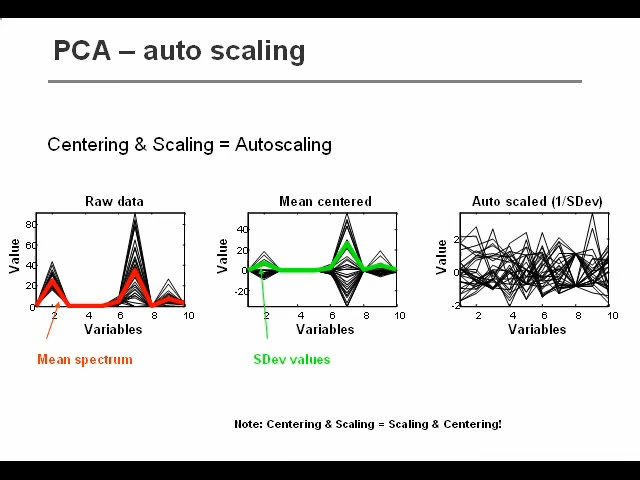 PCA – auto scaling
Centering & Scaling = Autoscaling
Raw data
Value
80
60
40
20
0
2 4 6 8 10
Variables
Mean spectrum
Mean centered
Value
40
20
0
-20
2 4 6 8 10
Variables
SDev values
Auto scaled (1/SDev)
Value
2
0
-2
2 4 6 8 10
Variables
Note: Centering & Scaling = Scaling & Centering!